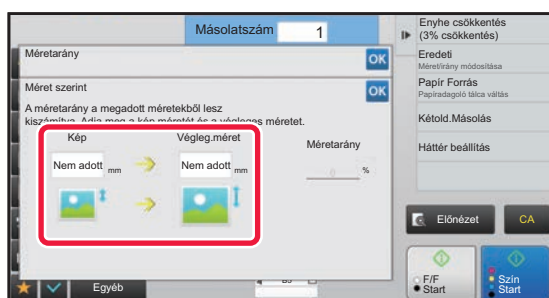 Másolatszám 1
Méretarány OK
Méret szerint OK
A méretarány a megadott méretekből lesz
kiszámítva. Adja meg a kép méretét és a végleges méretet.
Kép Végleg.méret Méretarány
Nem adott mm Nem adott mm %
Egyéb
Enyhe csökkentés
(3% csökkentés)
Eredeti
Méret/irány módosítása
Papír Forrás
Papíradagoló tálca váltás
Kétold.Másolás
Háttér beállítás
Előnézet CA
F/F
Start
Szín
Start